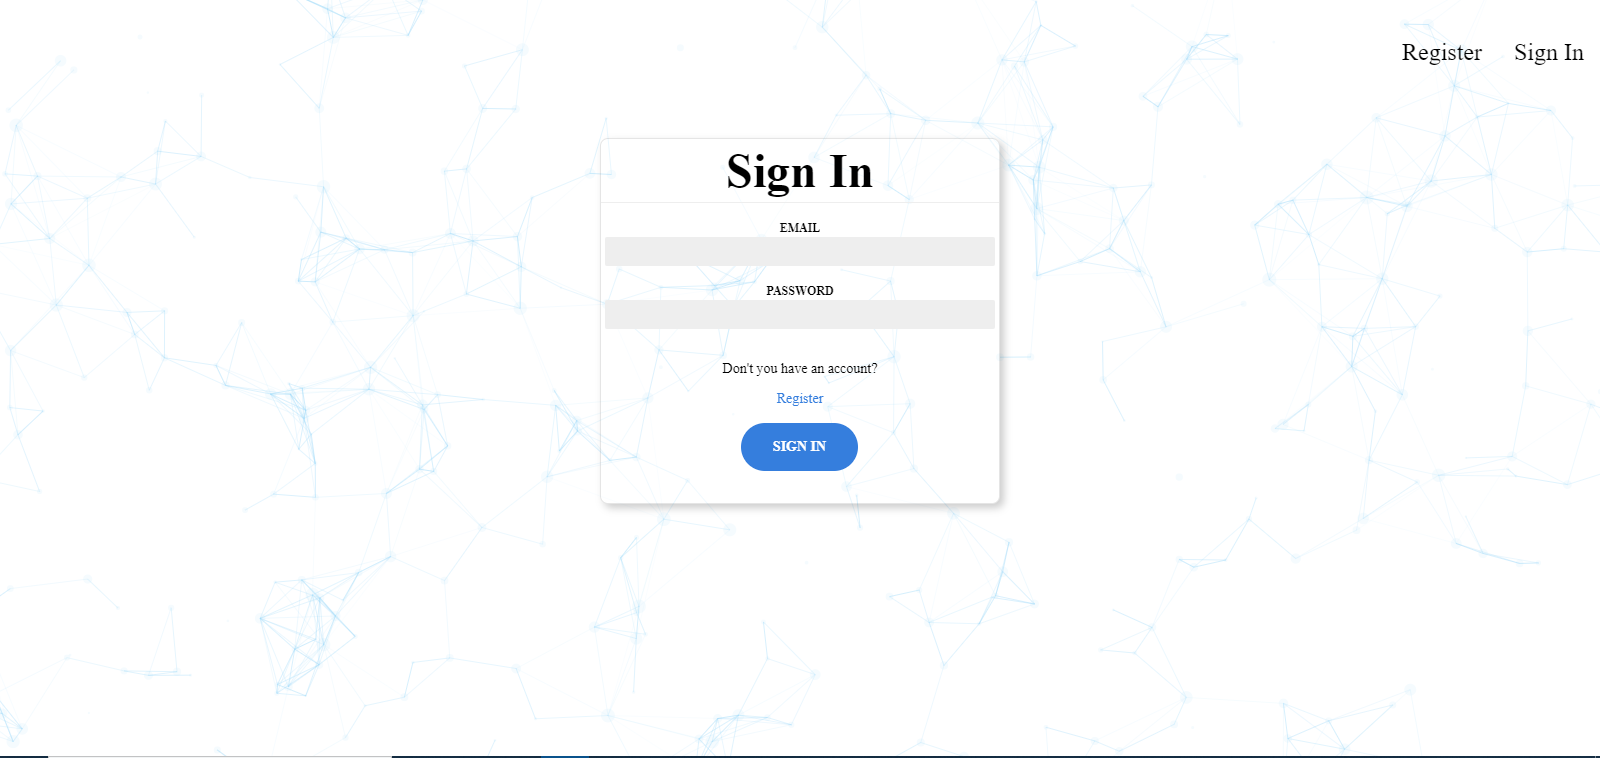 Register Sign In
Sign In
EMAIL
PASSWORD
Don't you have an account?
Register
SIGN IN